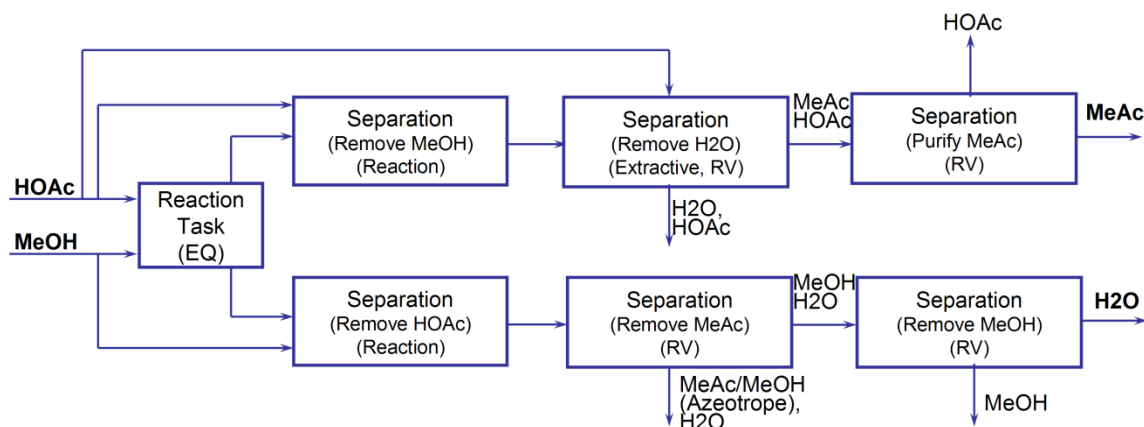 HOAc
Separation
(Remove MeOH)
(Reaction)
Separation
(Remove H2O)
(Extractive, RV)
MeAc
HOAc
Separation
(Purify MeAc)
(RV)
MeAc
HOAc
MeOH
Reaction
Task
(EQ)
H2O,
HOAc
Separation
(Remove HOAc)
(Reaction)
Separation
(Remove MeAc)
(RV)
MeOH
H2O
Separation
(Remove MeOH)
(RV)
H2O
MeAc/MeOH
(Azeotrope),
H2O
MeOH